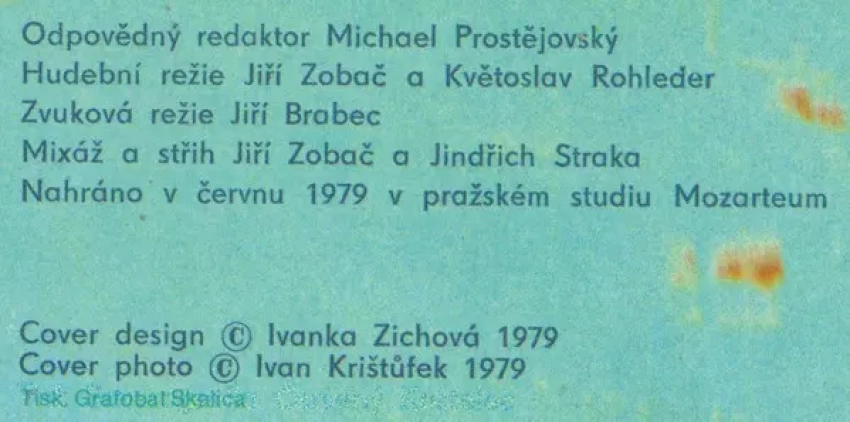 Odpovědný redaktor Michael Prostějovský
Hudební režie Jiří Zobač a Květoslav Rohleder
Zvuková režie Jiří Brabec
Mixáž a střih Jiří Zobač a Jindřich Straka
Nahráno v červnu 1979 v pražském studiu Mozarteum
Cover design © Ivanka Zichová 1979
Cover photo © Ivan Krištůfek 1979
Tisk. Grafobal Skalica